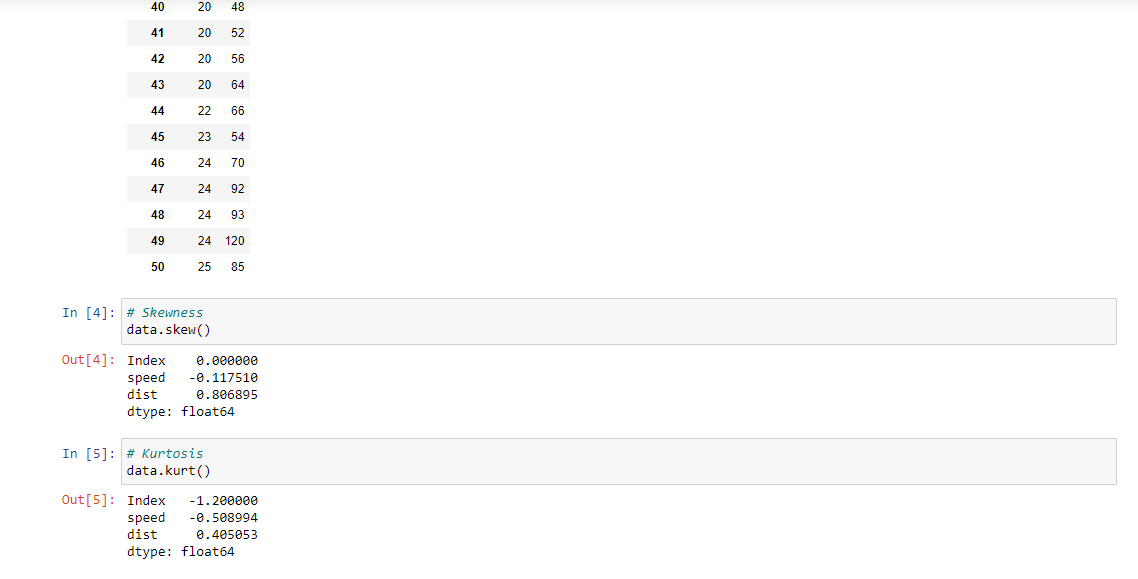 40 20 48
41 20 52
42 20 56
43 20 64
44 22 66
45 23 54
46 24 70
47 24 92
48 24 93
49 24 120
50 25 85
In [4]: # Skewness
data.skew()
Out[4]: Index 0.000000
speed -0.117510
dist 0.806895
dtype: float64
In [5]: # Kurtosis
data.kurt()
Out[5]: Index -1.200000
speed -0.508994
dist 0.405053
dtype: float64